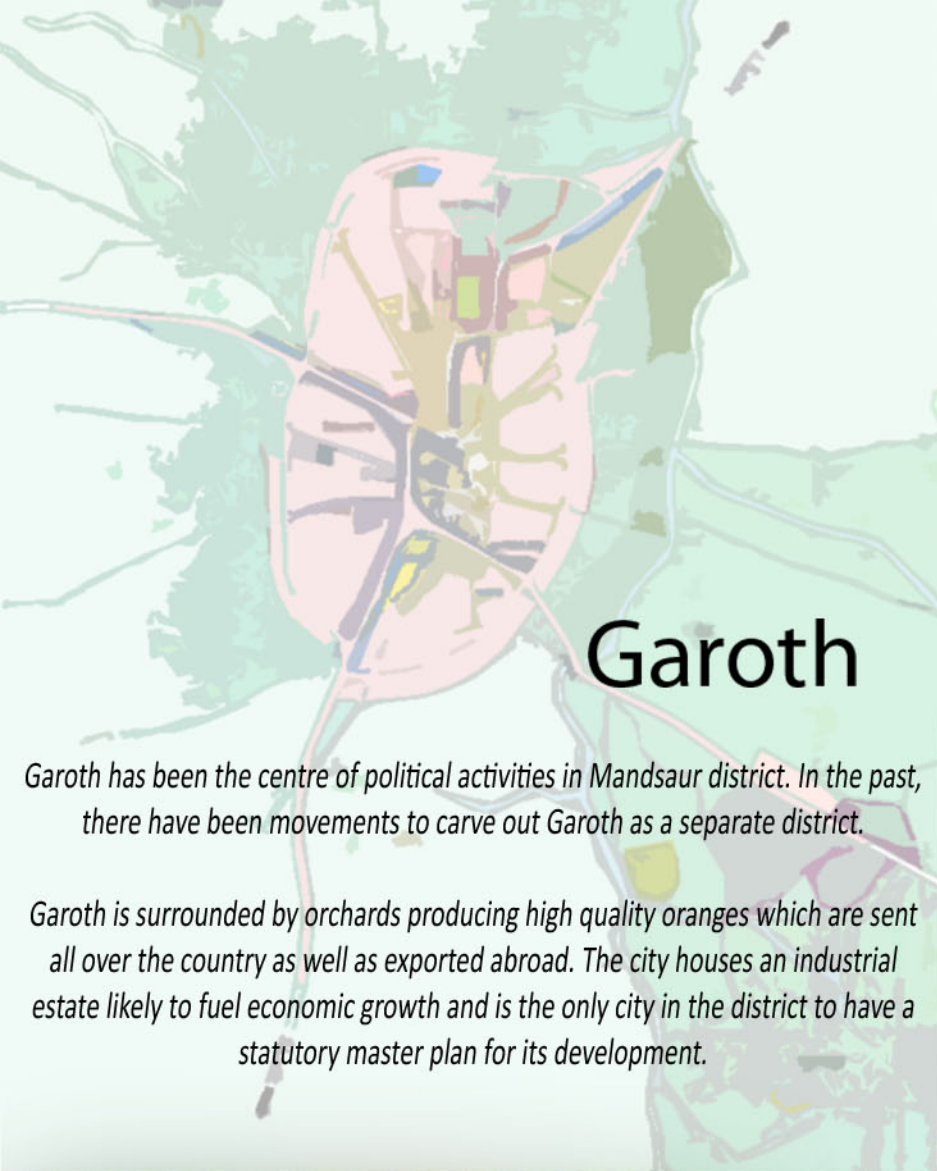 Garoth
Garoth has been the centre of political activities in Mandsaur district. In the past,
there have been movements to carve out Garoth as a separate district.
Garoth is surrounded by orchards producing high quality oranges which are sent
all over the country as well as exported abroad. The city houses an industrial
estate likely to fuel economic growth and is the only city in the district to have a
statutory master plan for its development.